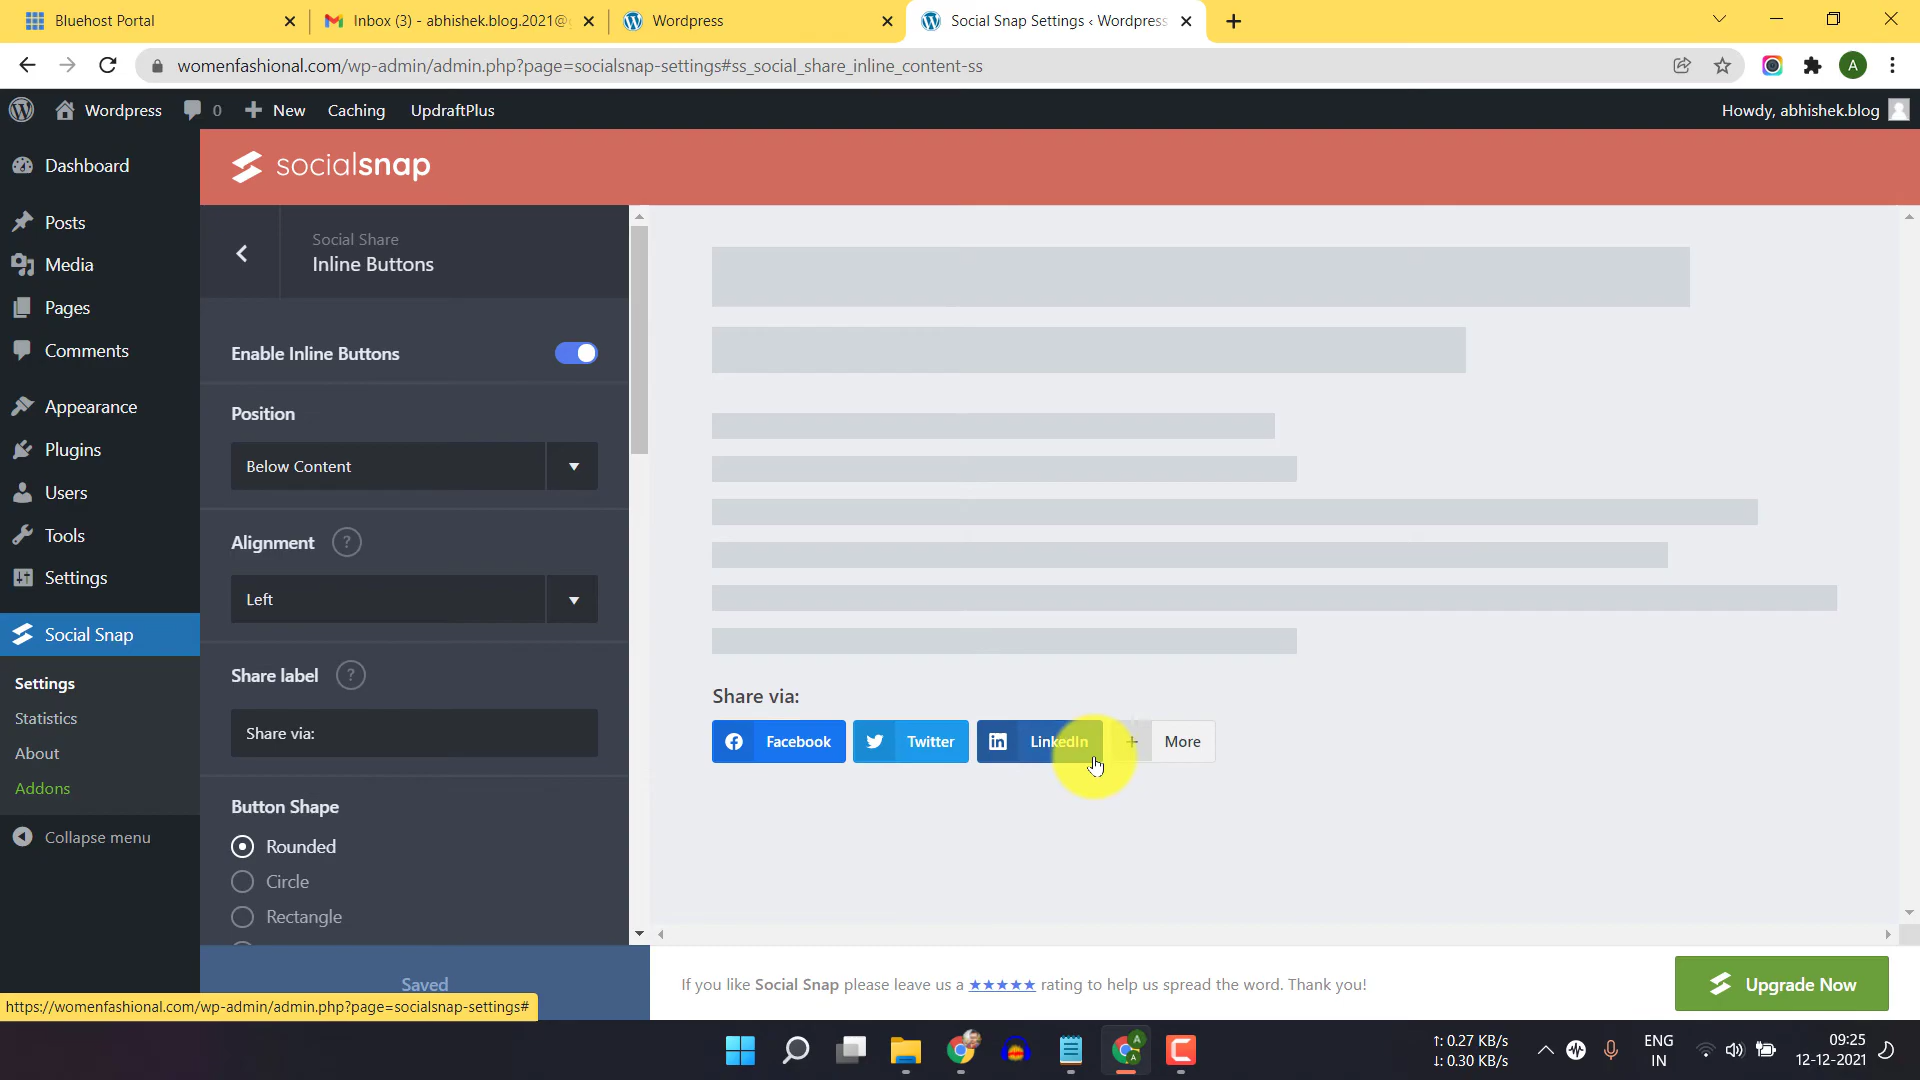 Bluehost Portal
Inbox (3) - abhishek.blog.2021@
Wordpress
Social Snap Settings ‹ Wordpress
womenfashional.com/wp-admin/admin.php?page=socialsnap-settings#ss_social_share_inline_content-ss
A
Wordpress
0
New
Caching
UpdraftPlus
Howdy, abhishek.blog
Dashboard
Posts
Media
Pages
Comments
Appearance
Plugins
Users
Tools
Settings
Social Snap
Settings
Statistics
About
Addons
Collapse menu
socialsnap
Social Share
Inline Buttons
Enable Inline Buttons
Position
Below Content
Alignment ?
Left
Share label ?
Share via:
Button Shape
Rounded
Circle
Rectangle
Saved
Share via:
Facebook
Twitter
LinkedIn
+ More
If you like Social Snap please leave us a ★★★★★ rating to help us spread the word. Thank you!
Upgrade Now
https://womenfashional.com/wp-admin/admin.php?page=socialsnap-settings#
↑: 0.27 KB/s
↓: 0.30 KB/s
ENG
IN
09:25
12-12-2021